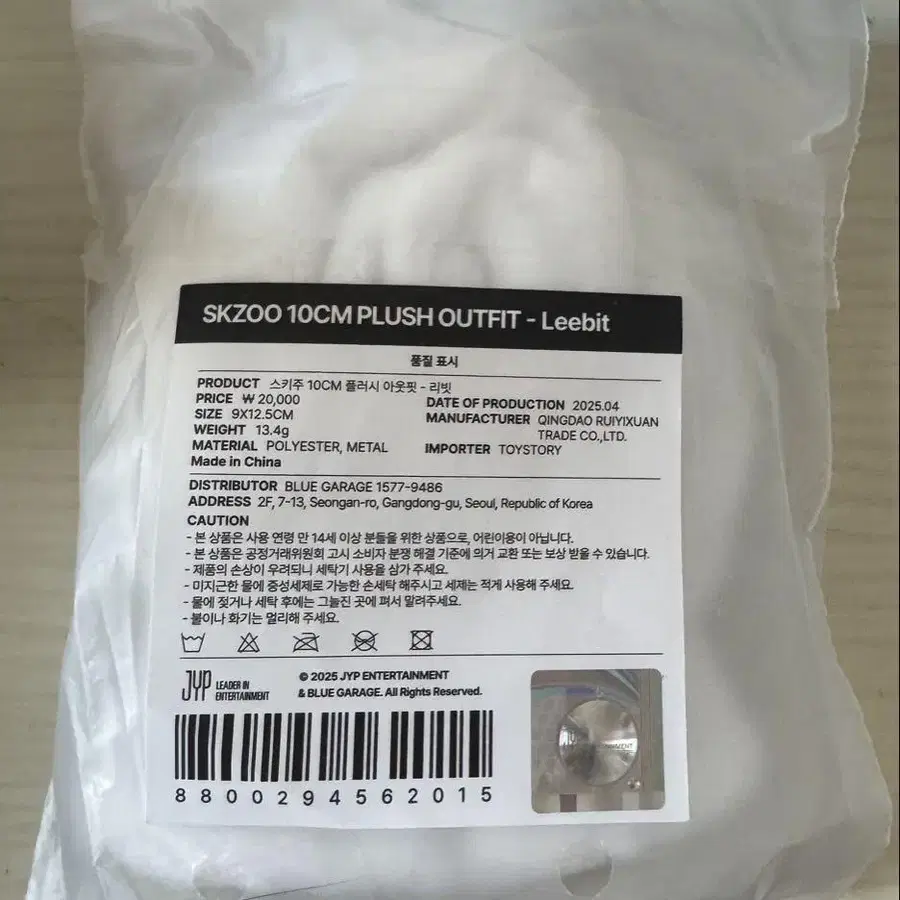 SKZOO 10CM PLUSH OUTFIT - Leebit
품질 표시
PRODUCT 스키주 10CM 플러시 아웃핏 - 리빗
PRICE ₩ 20,000
SIZE 9X12.5CM
WEIGHT 13.4g
MATERIAL POLYESTER, METAL
Made in China
DATE OF PRODUCTION 2025.04
MANUFACTURER QINGDAO RUIYIXUAN
TRADE CO.,LTD.
IMPORTER TOYSTORY
DISTRIBUTOR BLUE GARAGE 1577-9486
ADDRESS 2F, 7-13, Seongan-ro, Gangdong-gu, Seoul, Republic of Korea
CAUTION
- 본 상품은 사용 연령 만 14세 이상 분들을 위한 상품으로, 어린이용이 아닙니다.
- 본 상품은 공정거래위원회 고시 소비자 분쟁 해결 기준에 의거 교환 또는 보상 받을 수 있습니다.
- 제품의 손상이 우려되니 세탁기 사용을 삼가 주세요.
- 미지근한 물에 중성세제로 가능한 손세탁 해주시고 세제는 적게 사용해 주세요.
- 물에 젖거나 세탁 후에는 그늘진 곳에 펴서 말려주세요.
- 불이나 화기는 멀리해 주세요.
JYP LEADER IN
ENTERTAINMENT
© 2025 JYP ENTERTAINMENT
& BLUE GARAGE. All Rights Reserved.
8800294562015